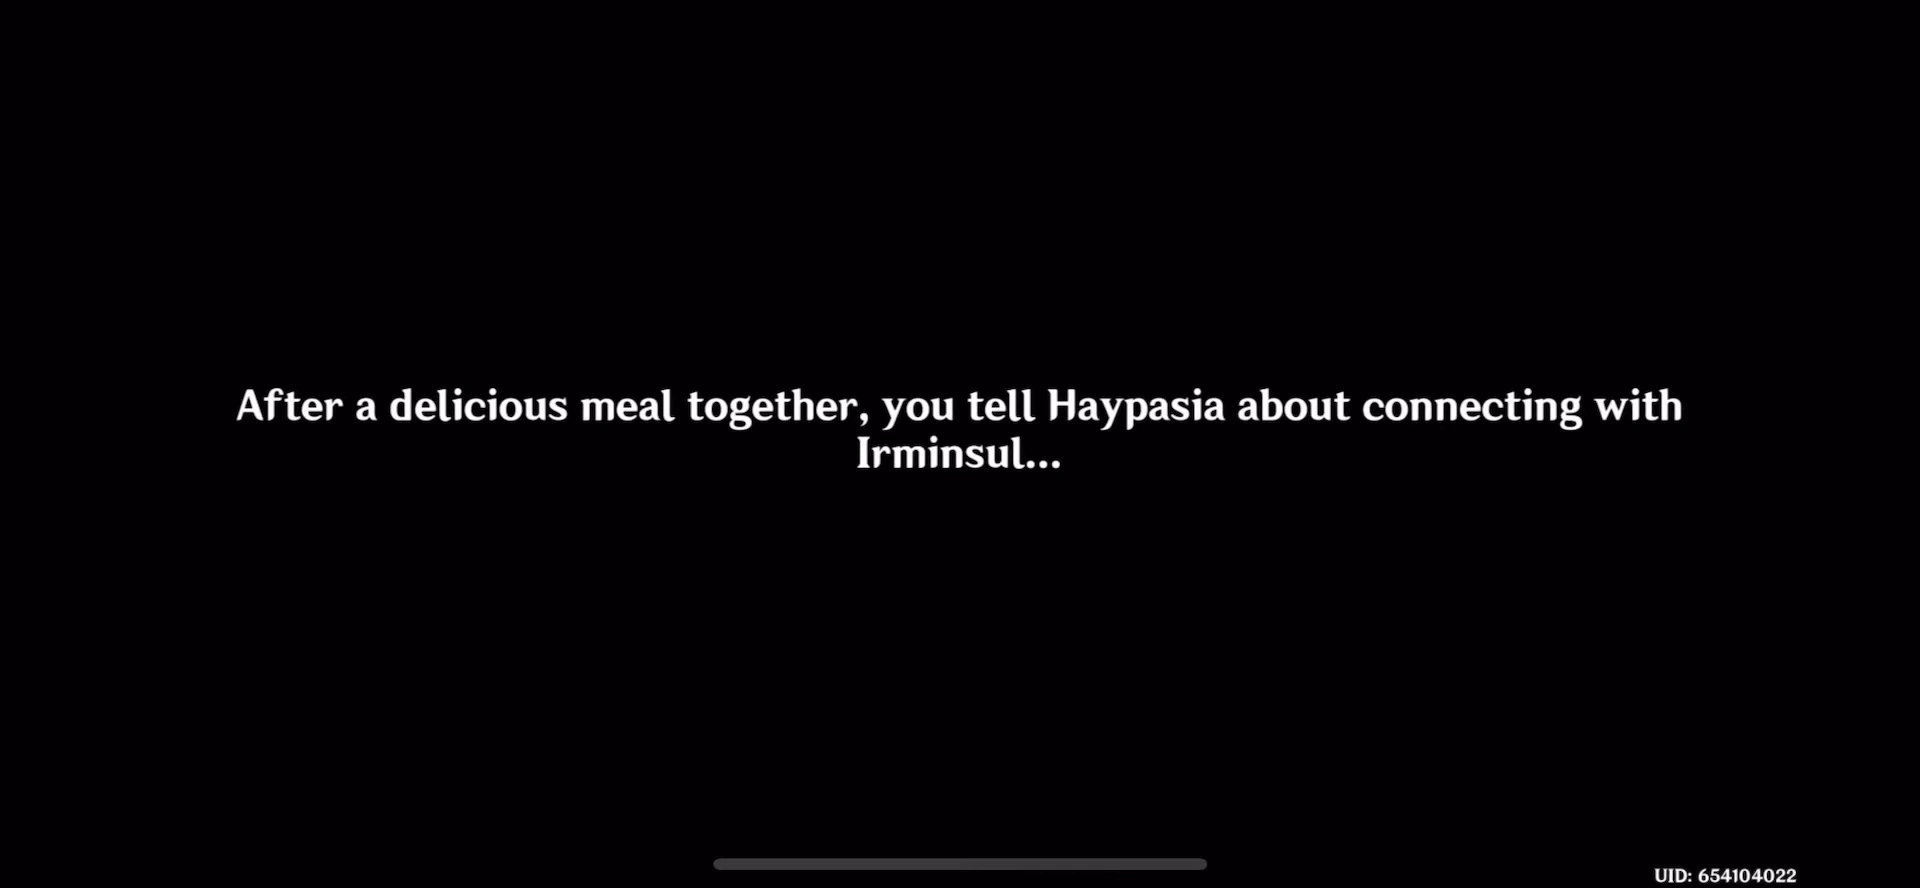 After a delicious meal together, you tell Haypasia about connecting with
Irminsul...
UID: 654104022